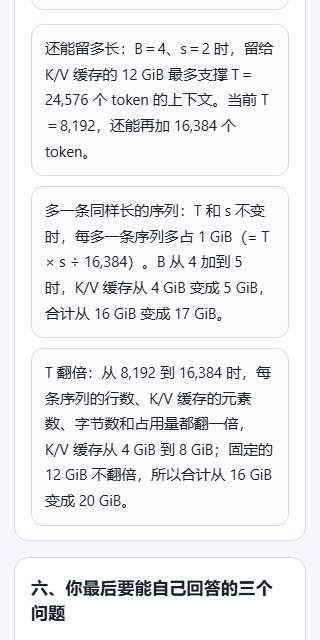 还能留多长：B = 4、s = 2 时，留给
K/V 缓存的 12 GiB 最多支撑 T =
24,576 个 token 的上下文。当前 T
= 8,192，还能再加 16,384 个
token。
多一条同样长的序列：T 和 s 不变
时，每多一条序列多占 1 GiB（= T
× s ÷ 16,384）。B 从 4 加到 5
时，K/V 缓存从 4 GiB 变成 5 GiB，
合计从 16 GiB 变成 17 GiB。
T 翻倍：从 8,192 到 16,384 时，每
条序列的行数、K/V 缓存的元素
数、字节数和占用量都翻一倍，
K/V 缓存从 4 GiB 到 8 GiB；固定的
12 GiB 不翻倍，所以合计从 16 GiB
变成 20 GiB。
六、你最后要能自己回答的三个
问题